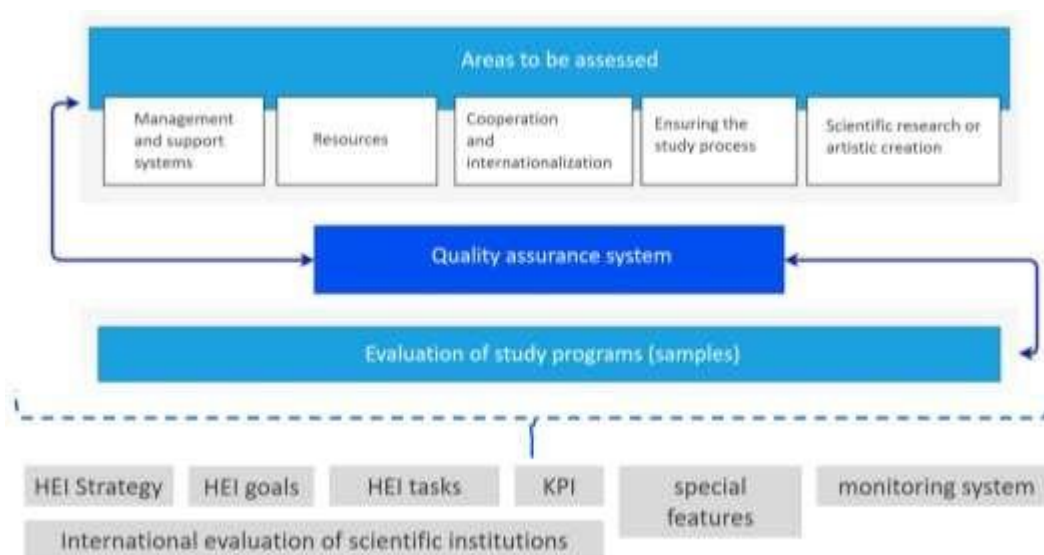 Areas to be assessed
Management
and support
systems
Resources
Cooperation
and
internationalization
Ensuring the
study process
Scientific research or
artistic creation
Quality assurance system
Evaluation of study programs (samples)
HEI Strategy
HEI goals
HEI tasks
KPI
special
features
monitoring system
International evaluation of scientific institutions